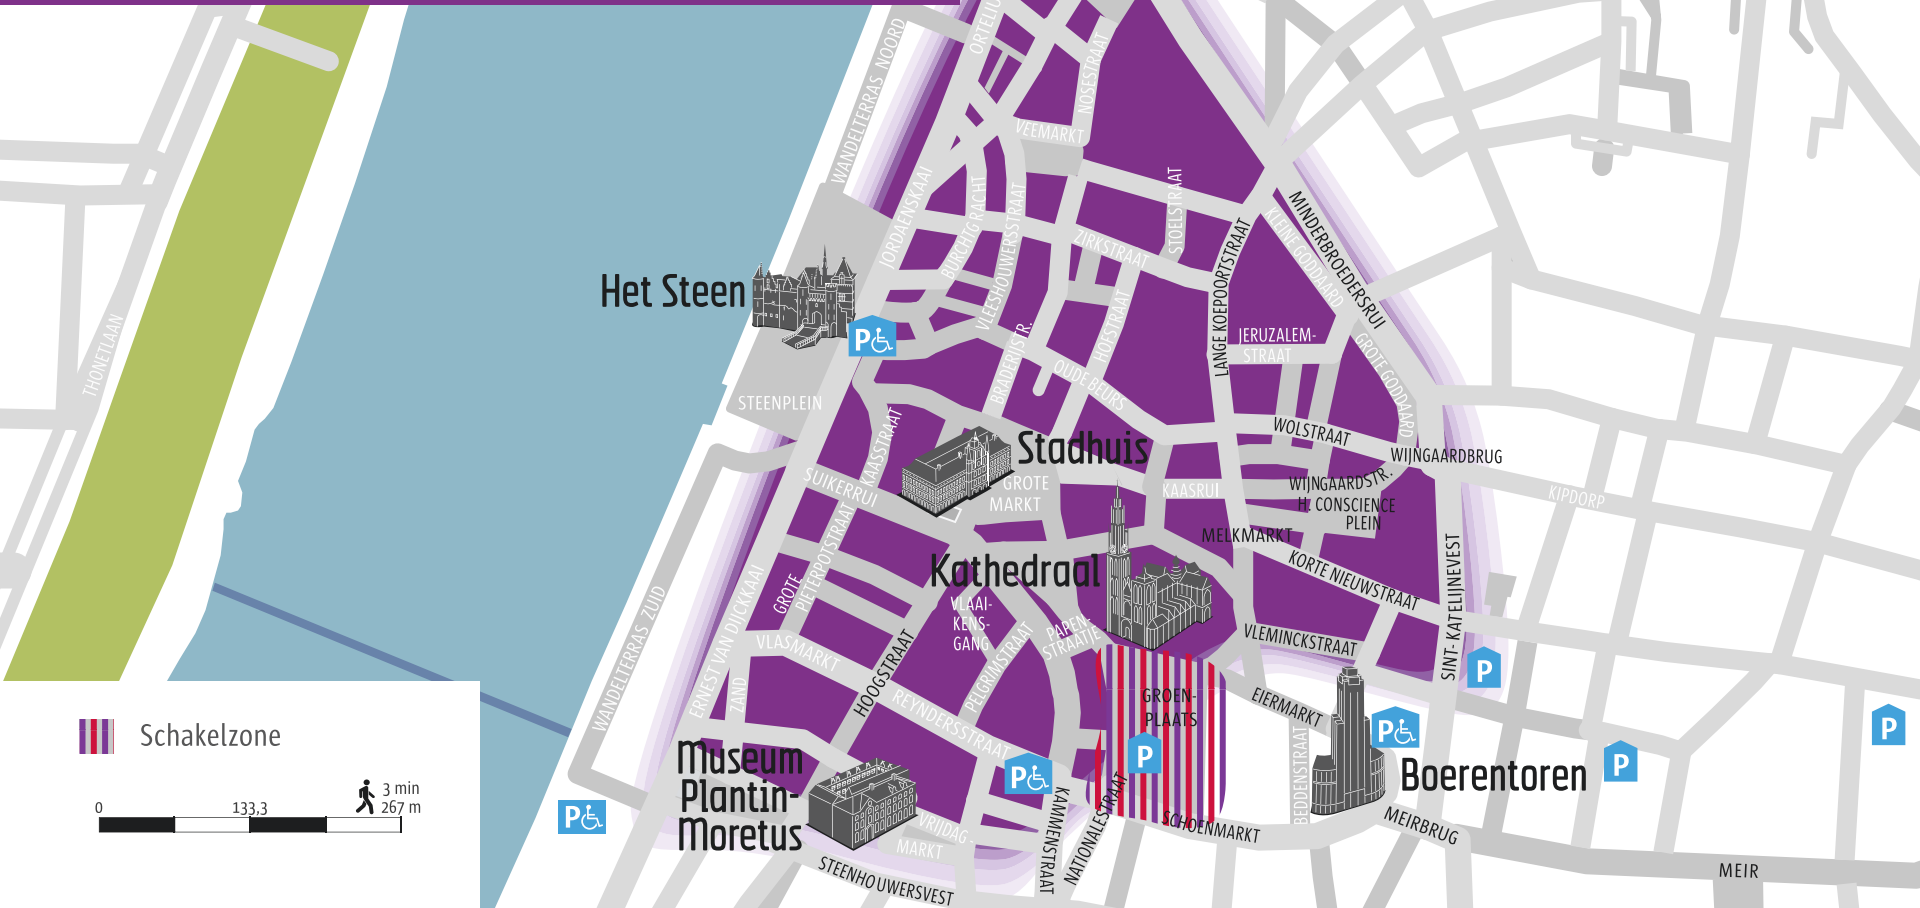 WANDELTERRAS NOORD
ORTELIU
NOSESTRAAT
VEEMARKT
JORDAENSKAAI
BURCHTGRACHT
VLEESHOUWERSSTRAAT
STOELSTRAAT
ZIRKSTRAAT
HOFSTRAAT
LANGE KOEPOORTSTRAAT
KLEINE GODDAARD
MINDERBROEDERSRUI
GROTE GODDAARD
JERUZALEM-
STRAAT
Het Steen
P
THONETLAAN
STEENPLEIN
BRADERIJSTR.
OUDE BEURS
WOLSTRAAT
WIJNGAARDBRUG
WIJNGAARDSTR.
H. CONSCIENCE
PLEIN
KIPDORP
KAASSTRAAT
SUIKERRUI
Stadhuis
GROTE
MARKT
KAASRUI
MELKMARKT
KORTE NIEUWSTRAAT
SINT- KATELIJNEVEST
Kathedraal
GROTE
PIETERPOTSTRAAT
VLAAI-
KENS-
GANG
PAPEN-
STRAATJE
PELGRIMSTRAAT
VLEMINCKSTRAAT
WANDELTERRAS ZUID
ERNEST VAN DIJCKKAAI
ZAND
VLASMARKT
HOOGSTRAAT
REYNDERSSTRAAT
GROEN-
PLAATS
P
P
EIERMARKT
BEDDENSTRAAT
P
P
P
Boerentoren
Museum
Plantin-
Moretus
P
P
VRIJDAG-
MARKT
STEENHOUWERSVEST
KAMMENSTRAAT
NATIONALESTRAAT
SCHOENMARKT
MEIRBRUG
MEIR
Schakelzone
0
133,3
3 min
267 m